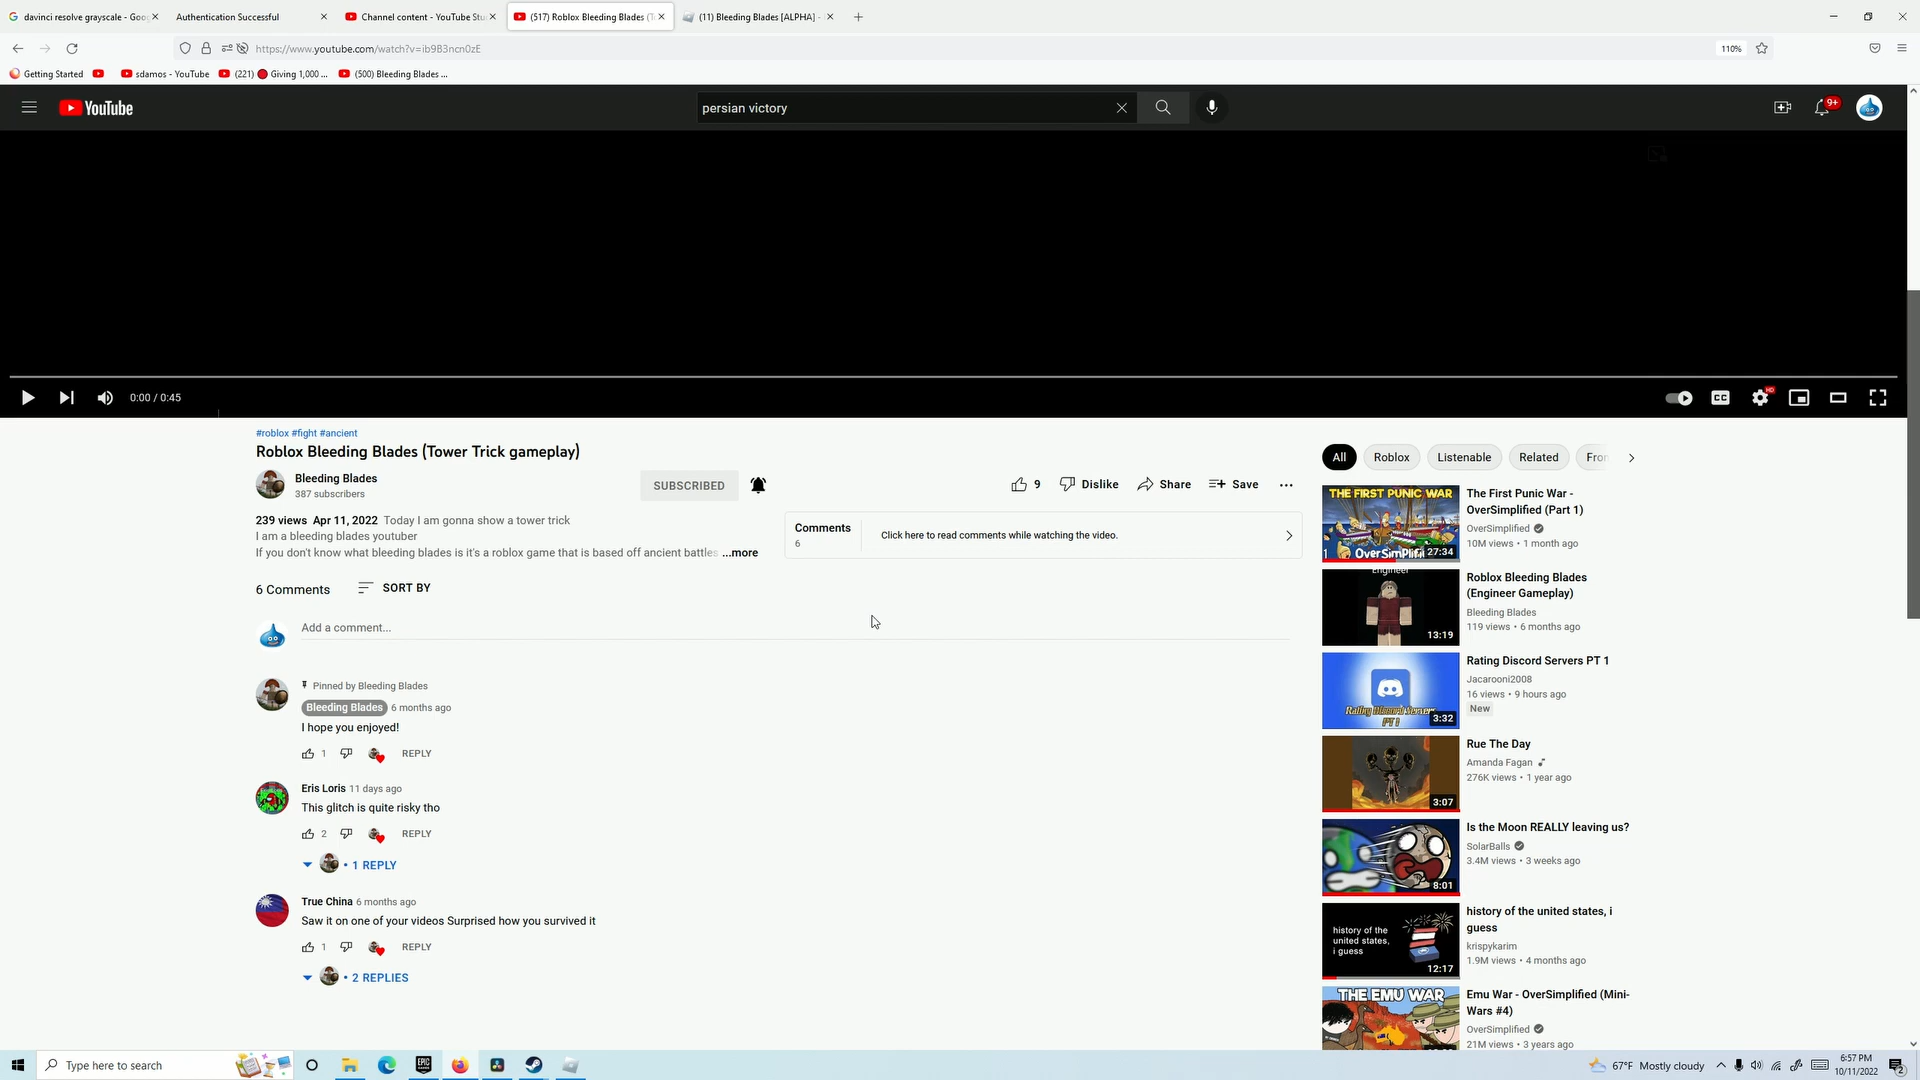 davinci resolve grayscale - Goog
Authentication Successful
Channel content - YouTube Stu
(517) Roblox Bleeding Blades (T
(11) Bleeding Blades [ALPHA] -
https://www.youtube.com/watch?v=ib9B3ncn0zE
110%
Getting Started
sdamos - YouTube
(221) 🔴 Giving 1,000 ...
(500) Bleeding Blades ...
YouTube
persian victory
9+
0:00 / 0:45
CC
HD
#roblox #fight #ancient
Roblox Bleeding Blades (Tower Trick gameplay)
Bleeding Blades
387 subscribers
SUBSCRIBED
9
Dislike
Share
Save
239 views Apr 11, 2022 Today I am gonna show a tower trick
I am a bleeding blades youtuber
If you don't know what bleeding blades is it's a roblox game that is based off ancient battles ...more
Comments
6
Click here to read comments while watching the video.
6 Comments
SORT BY
Add a comment...
Pinned by Bleeding Blades
Bleeding Blades 6 months ago
I hope you enjoyed!
1
REPLY
Eris Loris 11 days ago
This glitch is quite risky tho
2
REPLY
• 1 REPLY
True China 6 months ago
Saw it on one of your videos Surprised how you survived it
1
REPLY
• 2 REPLIES
All
Roblox
Listenable
Related
From
THE FIRST PUNIC WAR
1
OverSimplifi
27:34
The First Punic War -
OverSimplified (Part 1)
OverSimplified
10M views • 1 month ago
Engineer
13:19
Roblox Bleeding Blades
(Engineer Gameplay)
Bleeding Blades
119 views • 6 months ago
Rating Discord Servers
PT 1
3:32
Rating Discord Servers PT 1
Jacarooni2008
16 views • 9 hours ago
New
3:07
Rue The Day
Amanda Fagan
276K views • 1 year ago
8:01
Is the Moon REALLY leaving us?
SolarBalls
3.4M views • 3 weeks ago
history of the
united states,
i guess
12:17
history of the united states, i
guess
krispykarim
1.9M views • 4 months ago
THE EMU WAR
Emu War - OverSimplified (Mini-
Wars #4)
OverSimplified
21M views • 3 years ago
Type here to search
EPIC
GAMES
67°F Mostly cloudy
6:57 PM
10/11/2022
2